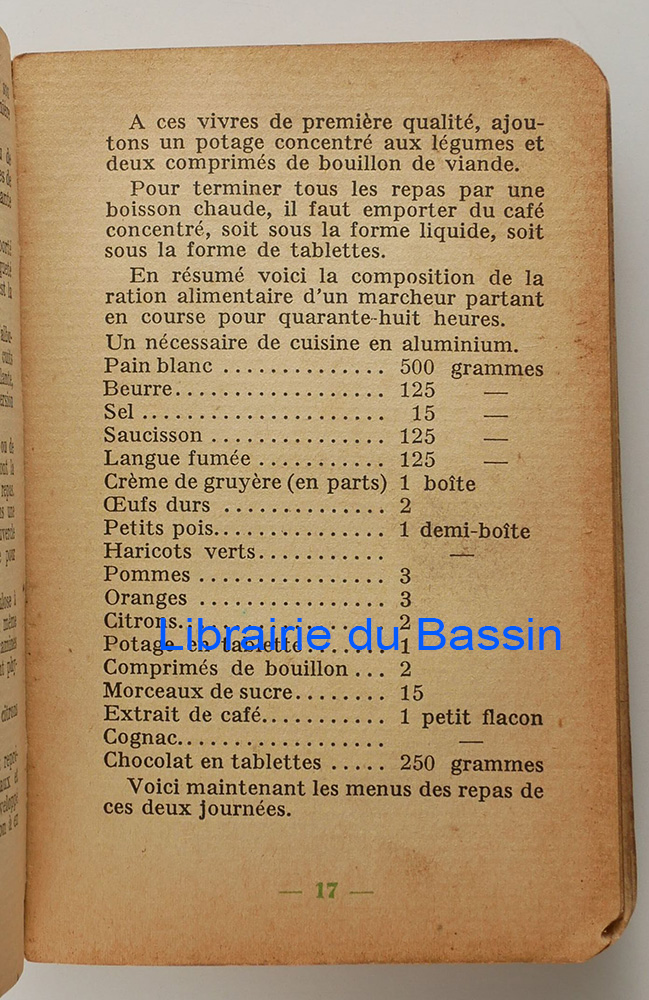 A ces vivres de première qualité, ajou-
tons un potage concentré aux légumes et
deux comprimés de bouillon de viande.
Pour terminer tous les repas par une
boisson chaude, il faut emporter du café
concentré, soit sous la forme liquide, soit
sous la forme de tablettes.
En résumé voici la composition de la
ration alimentaire d'un marcheur partant
en course pour quarante-huit heures.
Un nécessaire de cuisine en aluminium.
Pain blanc .............. 500 grammes
Beurre.................. 125 —
Sel ..................... 15 —
Saucisson ............... 125 —
Langue fumée ........... 125 —
Crème de gruyère (en parts) 1 boîte
Œufs durs .............. 2
Petits pois.............. 1 demi-boîte
Haricots verts........... —
Pommes ................ 3
Oranges ................ 3
Citrons.................. 2
Potage en tablette....... 1
Librairie du Bassin
Comprimés de bouillon ... 2
Morceaux de sucre........ 15
Extrait de café........... 1 petit flacon
Cognac.................. —
Chocolat en tablettes ..... 250 grammes
Voici maintenant les menus des repas de
ces deux journées.
— 17 —